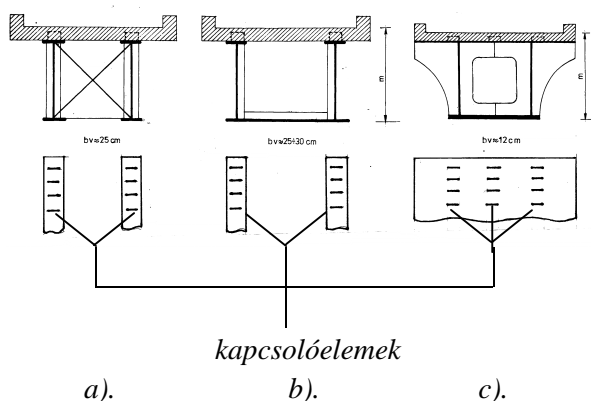 m
m
bv≈25 cm
bv≈25÷30 cm
bv≈12 cm
kapcsolóelemek
a).
b).
c).